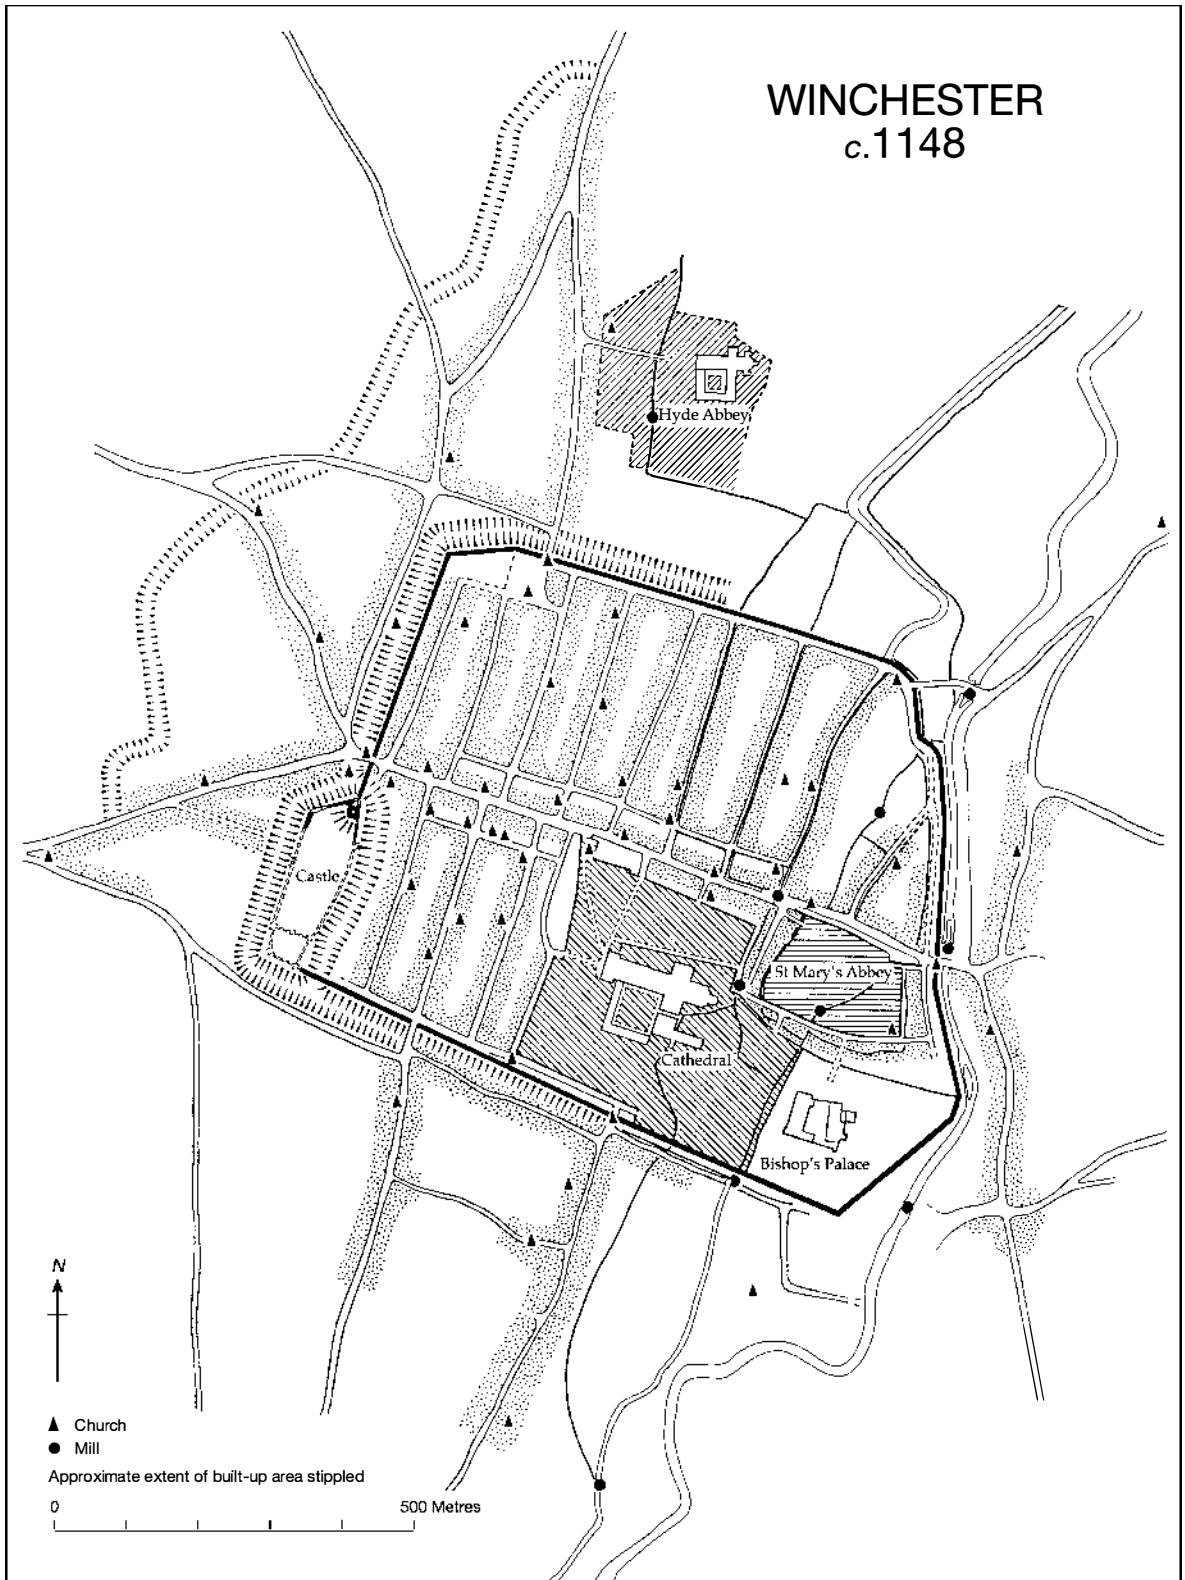 WINCHESTER
c.1148
Hyde Abbey
Castle
St Mary's Abbey
Cathedral
Bishop's Palace
N
Church
Mill
Approximate extent of built-up area stippled
0 500 Metres